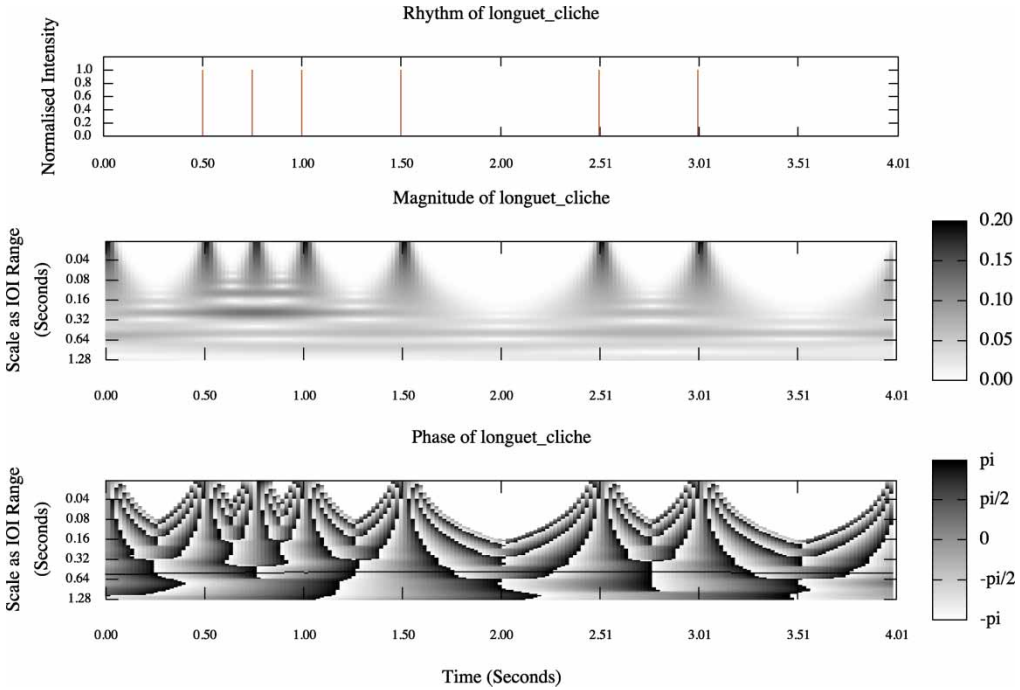 Rhythm of longuet_cliche
Normalised Intensity
1.0
0.8
0.6
0.4
0.2
0.0
0.00 0.50 1.00 1.50 2.00 2.51 3.01 3.51 4.01
Magnitude of longuet_cliche
Scale as IOI Range
(Seconds)
0.04
0.08
0.16
0.32
0.64
1.28
0.00 0.50 1.00 1.50 2.00 2.51 3.01 3.51 4.01
0.20
0.15
0.10
0.05
0.00
Phase of longuet_cliche
Scale as IOI Range
(Seconds)
0.04
0.08
0.16
0.32
0.64
1.28
0.00 0.50 1.00 1.50 2.00 2.51 3.01 3.51 4.01
pi
pi/2
0
-pi/2
-pi
Time (Seconds)